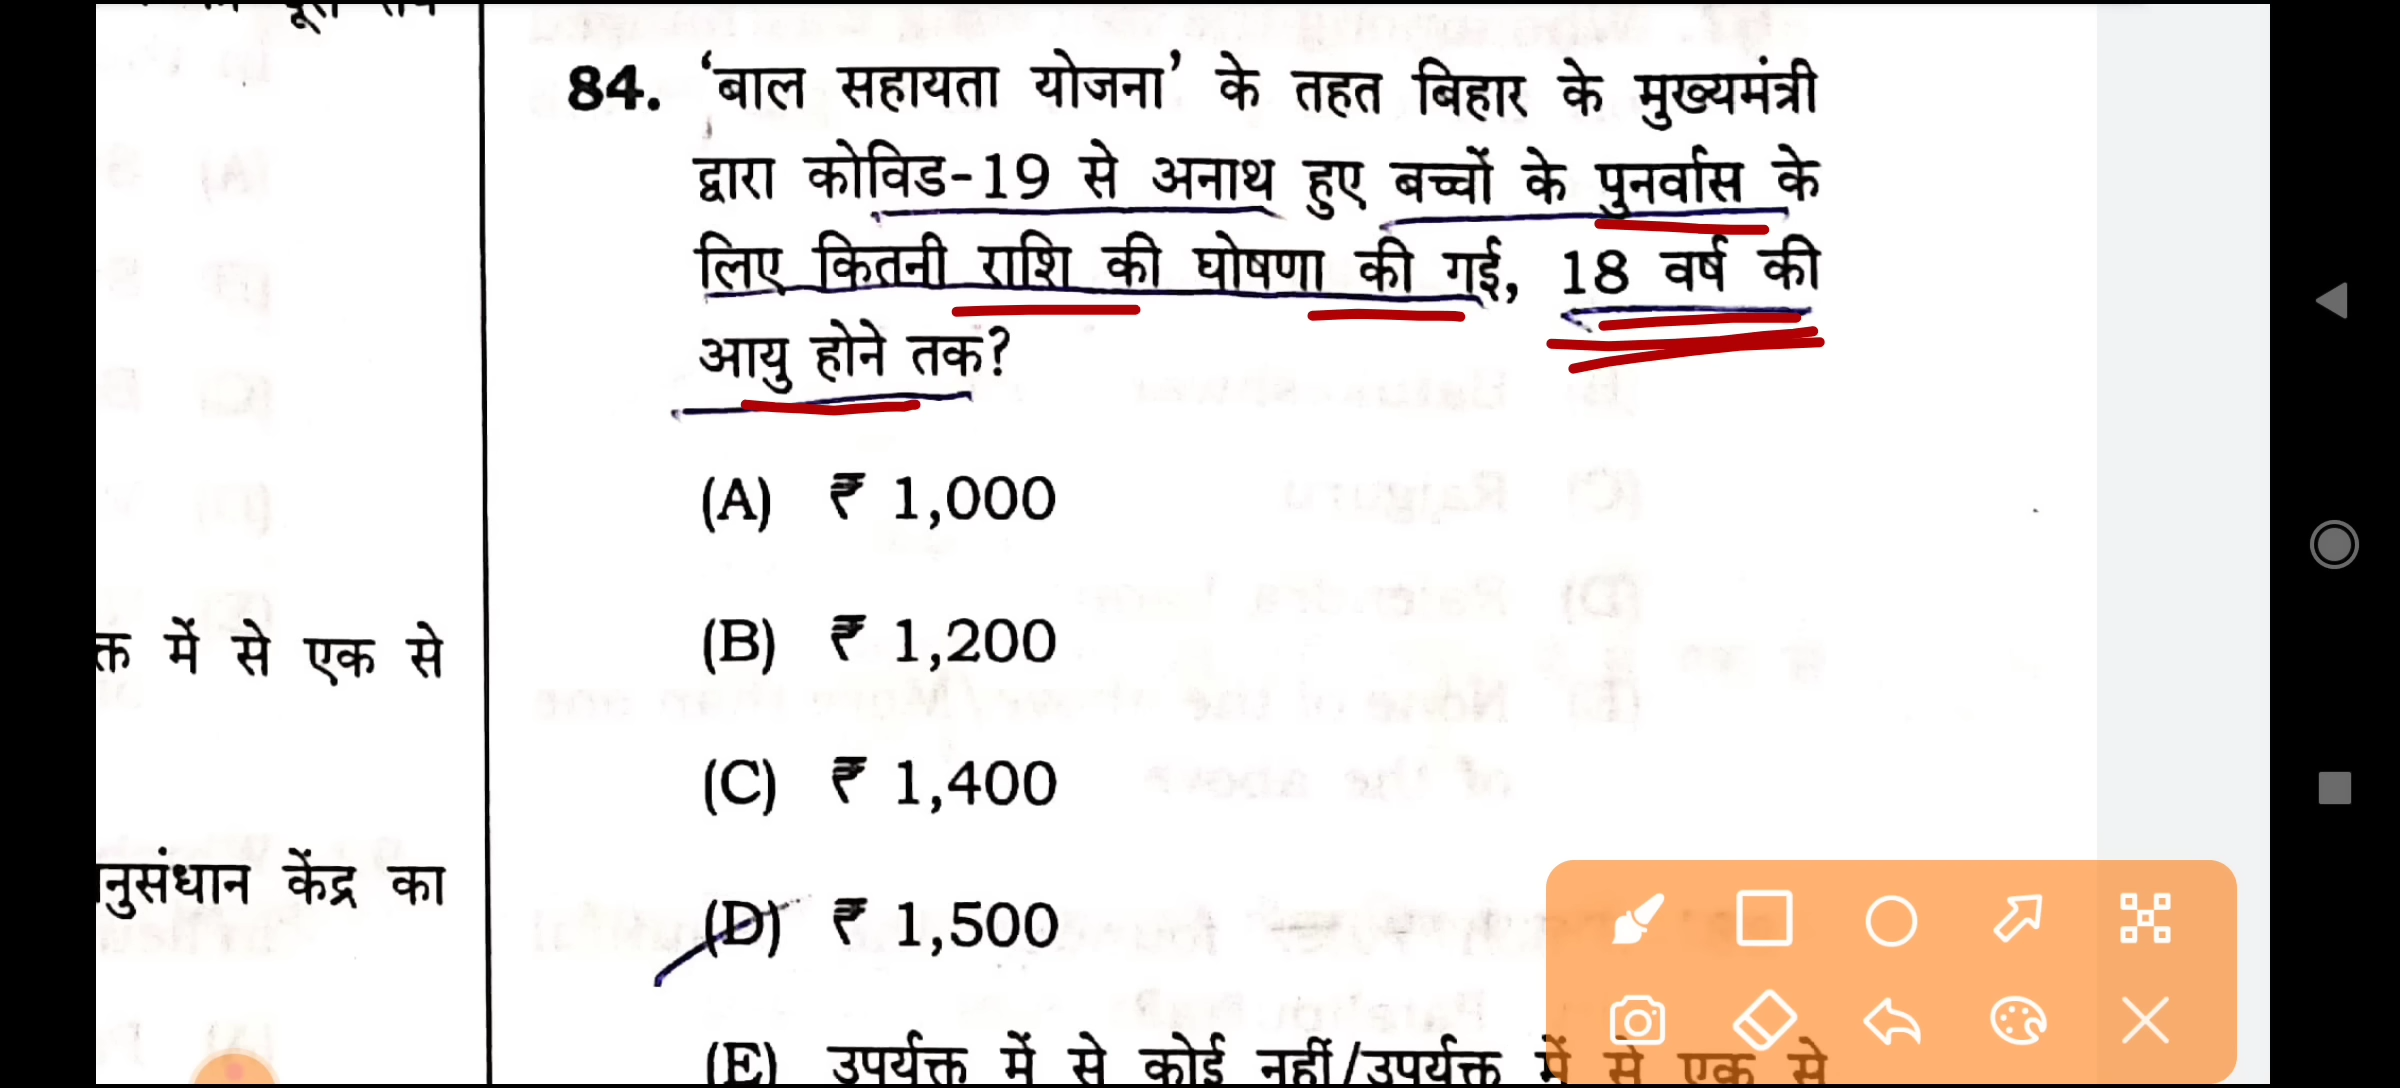 84. ‘बाल सहायता योजना’ के तहत बिहार के मुख्यमंत्री
द्वारा कोविड-19 से अनाथ हुए बच्चों के पुनर्वास के
लिए कितनी राशि की घोषणा की गई, 18 वर्ष की
आयु होने तक?
(A) ₹ 1,000
(B) ₹ 1,200
(C) ₹ 1,400
(D) ₹ 1,500
(E) उपर्युक्त में से कोई नहीं/उपर्युक्त में से एक से
में से एक से
केंद्र का